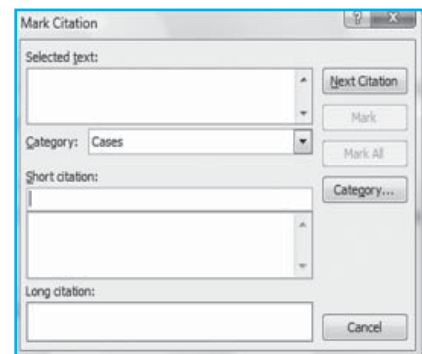 Mark Citation
Selected text:
Next Citation
Mark
Category: Cases
Mark All
Short citation:
Category...
Long citation:
Cancel